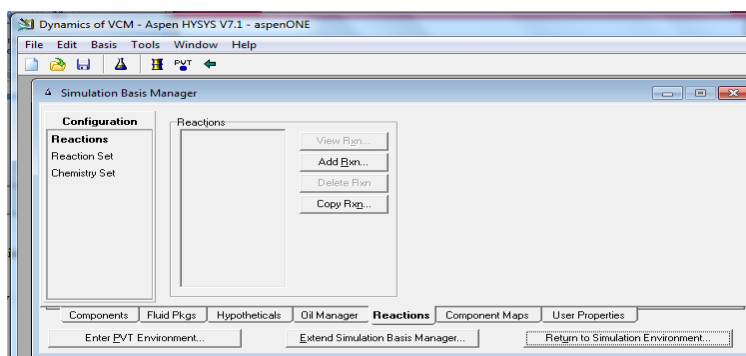 Dynamics of VCM - Aspen HYSYS V7.1 - aspenONE
File Edit Basis Tools Window Help
PVT
Simulation Basis Manager
Configuration
Reactions
Reaction Set
Chemistry Set
Reactions
View Rxn...
Add Rxn...
Delete Rxn
Copy Rxn...
Components Fluid Pkgs Hypotheticals Oil Manager Reactions Component Maps User Properties
Enter PVT Environment... Extend Simulation Basis Manager... Return to Simulation Environment...